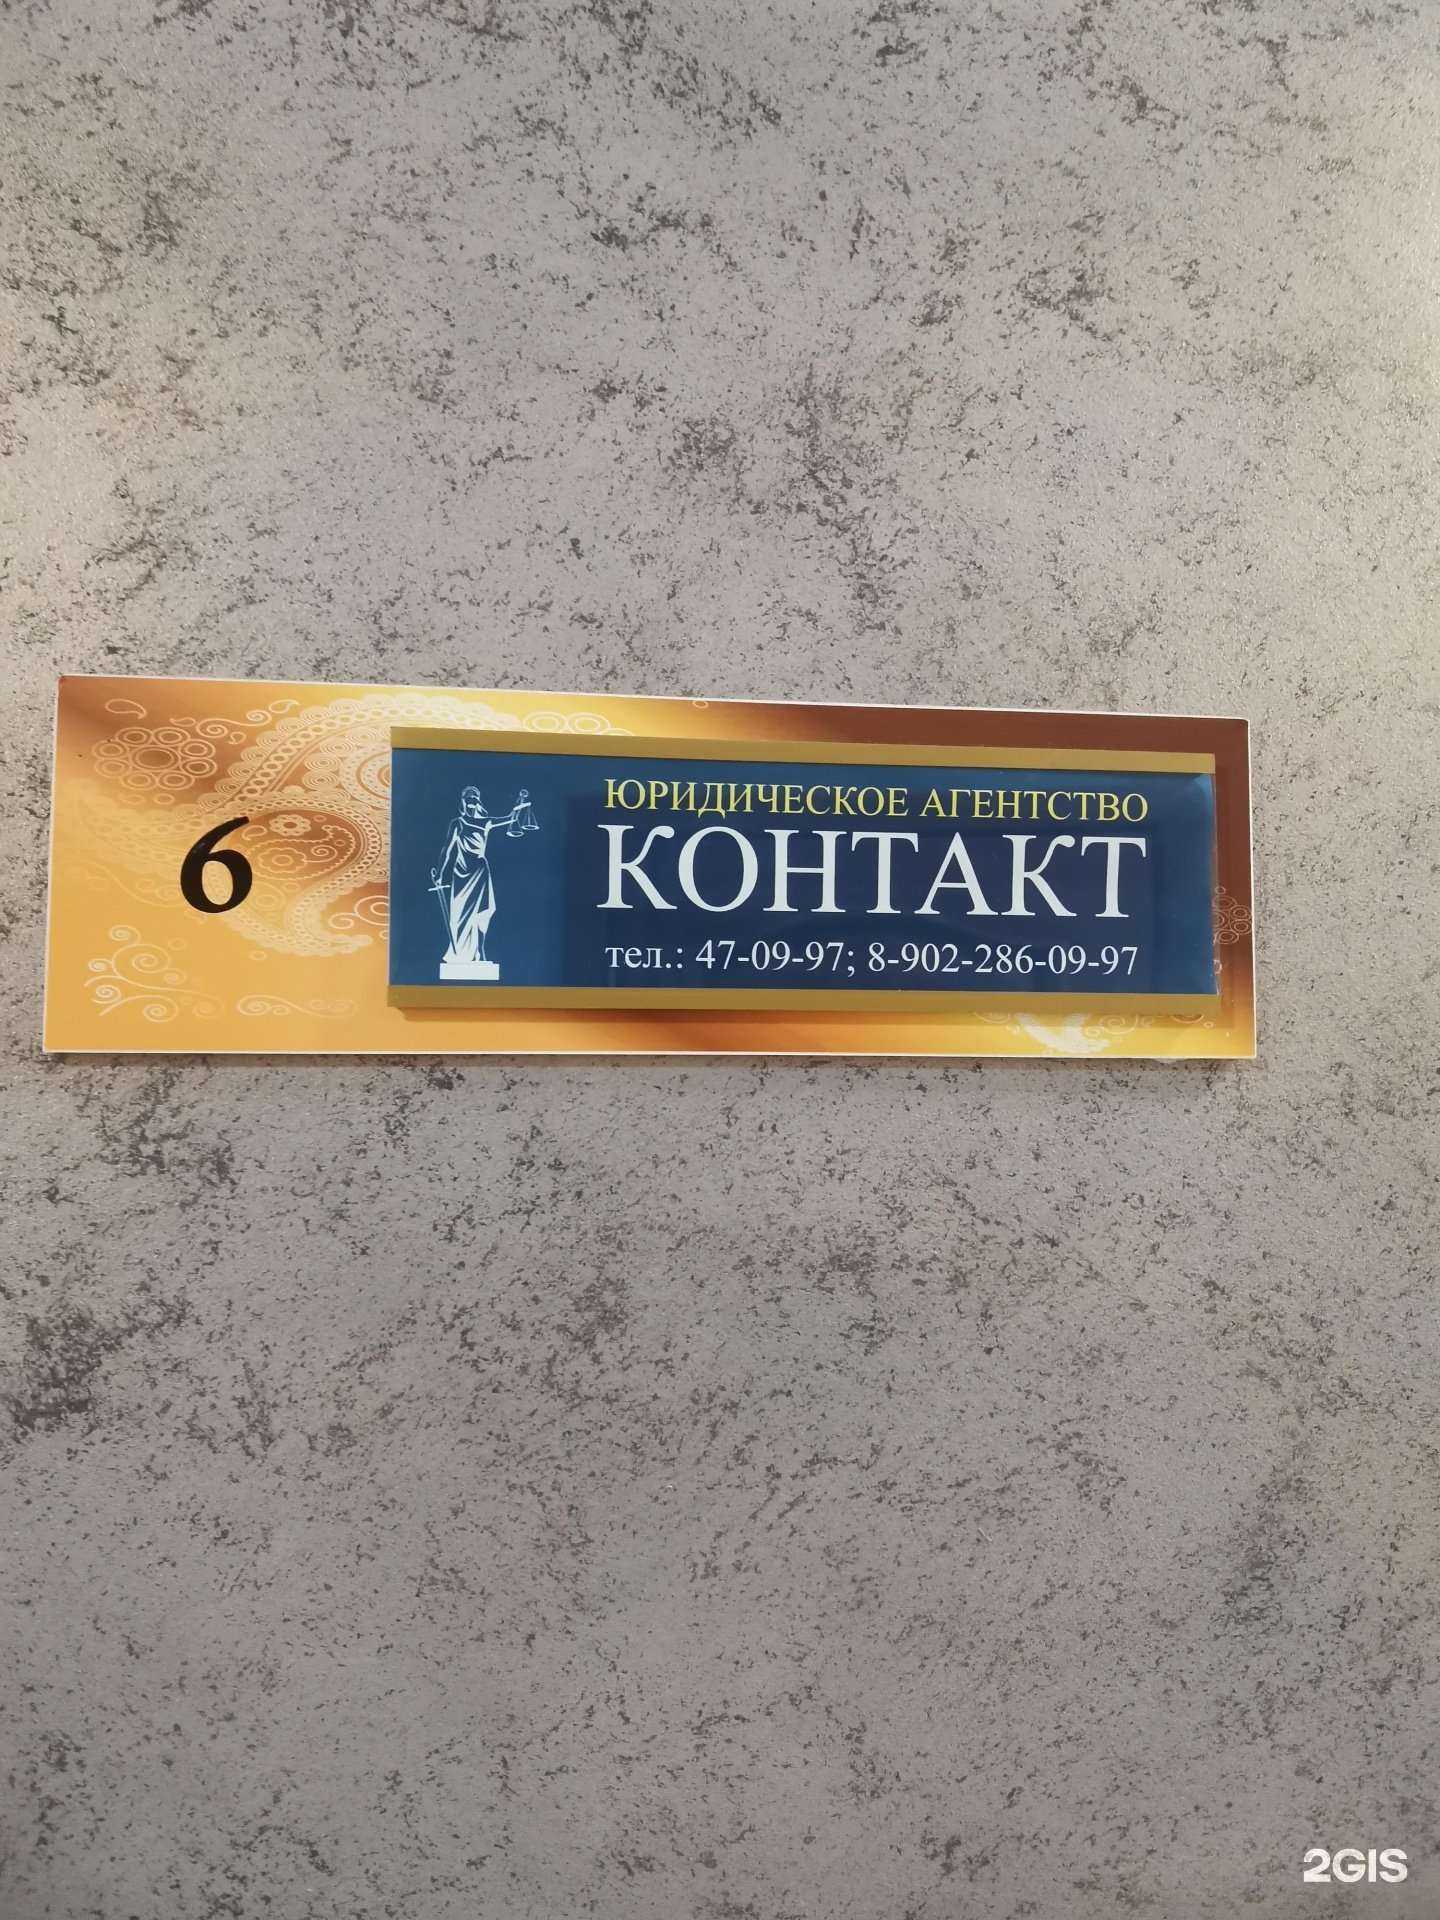 6
ЮРИДИЧЕСКОЕ АГЕНТСТВО
КОНТАКТ
тел.: 47-09-97; 8-902-286-09-97
2GIS